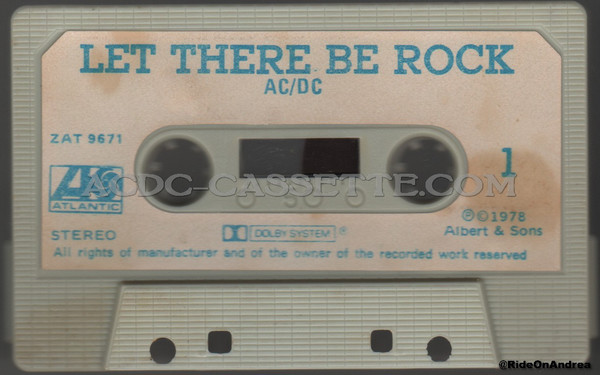 LET THERE BE ROCK
AC/DC
ZAT 9671
1
ACDC-CASSETTE.COM
ATLANTIC
℗©1978
STEREO
DOLBY SYSTEM ®
Albert & Sons
All rights of manufacturer and of the owner of the recorded work reserved
@RideOnAndrea